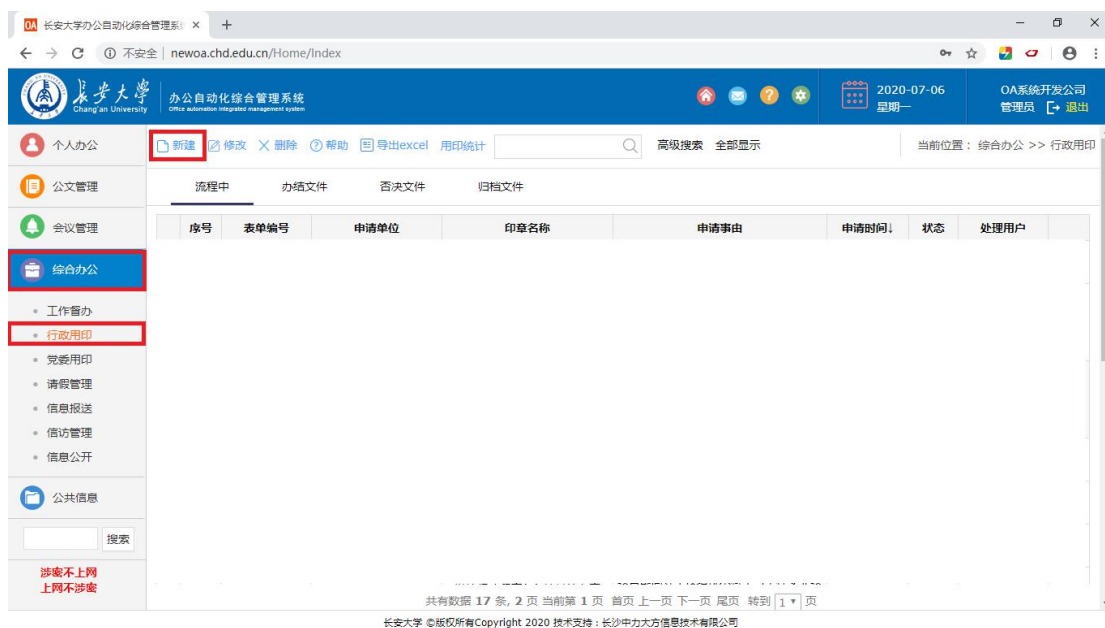 OA 长安大学办公自动化综合管理系统
不安全 | newoa.chd.edu.cn/Home/Index
长安大学
Chang'an University
办公自动化综合管理系统
Office automation integrated management system
2020-07-06
星期一
OA系统开发公司
管理员 退出
个人办公
公文管理
会议管理
综合办公
工作督办
行政用印
党委用印
请假管理
信息报送
信访管理
信息公开
公共信息
搜索
涉密不上网
上网不涉密
新建 修改 删除 帮助 导出excel 用印统计 高级搜索 全部显示 当前位置：综合办公 >> 行政用印
流程中 办结文件 否决文件 归档文件
序号 表单编号 申请单位 印章名称 申请事由 申请时间↓ 状态 处理用户
共有数据 17 条, 2 页 当前第 1 页 首页 上一页 下一页 尾页 转到 1 页
长安大学 ©版权所有Copyright 2020 技术支持：长沙中力大方信息技术有限公司